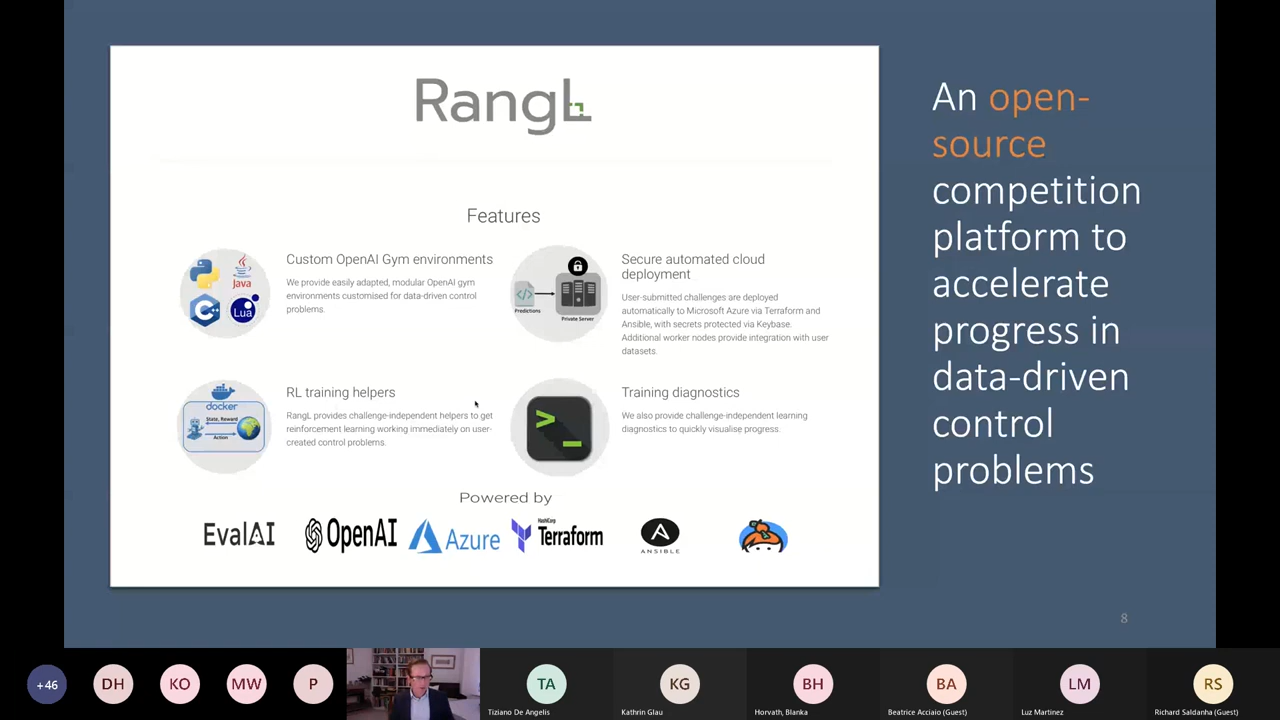 RangL
Features
Custom OpenAI Gym environments
We provide easily adapted, modular OpenAI gym
environments customised for data-driven control
problems.
Java
Lua
Secure automated cloud
deployment
User-submitted challenges are deployed
automatically to Microsoft Azure via Terraform and
Ansible, with secrets protected via Keybase.
Additional worker nodes provide integration with user
datasets.
Predictions
Private Server
RL training helpers
RangL provides challenge-independent helpers to get
reinforcement learning working immediately on user-
created control problems.
docker
State, Reward
Action
Training diagnostics
We also provide challenge-independent learning
diagnostics to quickly visualise progress.
Powered by
EvalAI
OpenAI
Azure
HashiCorp
Terraform
ANSIBLE
An open-
source
competition
platform to
accelerate
progress in
data-driven
control
problems
8
+46
DH
KO
MW
P
TA
Tiziano De Angelis
KG
Kathrin Glau
BH
Horvath, Blanka
BA
Beatrice Acciaio (Guest)
LM
Luz Martinez
RS
Richard Saldanha (Guest)